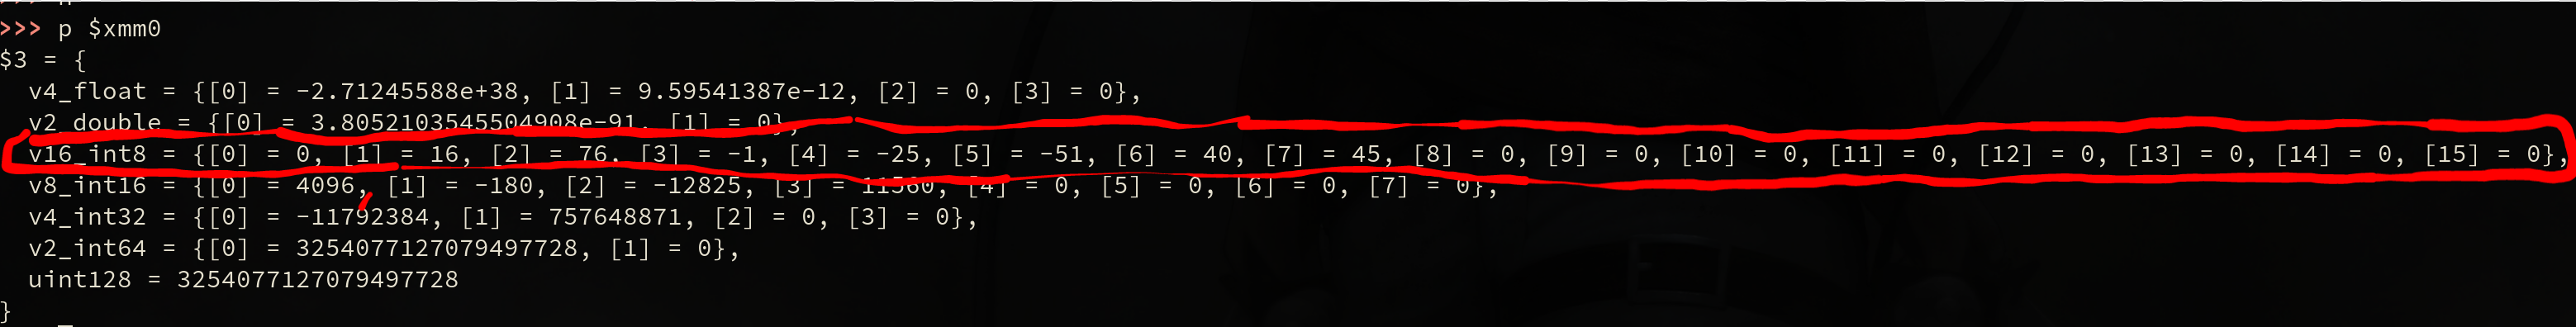 >>> p $xmm0
$3 = {
  v4_float = {[0] = -2.71245588e+38, [1] = 9.59541387e-12, [2] = 0, [3] = 0},
  v2_double = {[0] = 3.8052103545504908e-91, [1] = 0},
  v16_int8 = {[0] = 0, [1] = 16, [2] = 76, [3] = -1, [4] = -25, [5] = -51, [6] = 40, [7] = 45, [8] = 0, [9] = 0, [10] = 0, [11] = 0, [12] = 0, [13] = 0, [14] = 0, [15] = 0},
  v8_int16 = {[0] = 4096, [1] = -180, [2] = -12825, [3] = 11560, [4] = 0, [5] = 0, [6] = 0, [7] = 0},
  v4_int32 = {[0] = -11792384, [1] = 757648871, [2] = 0, [3] = 0},
  v2_int64 = {[0] = 3254077127079497728, [1] = 0},
  uint128 = 3254077127079497728
}